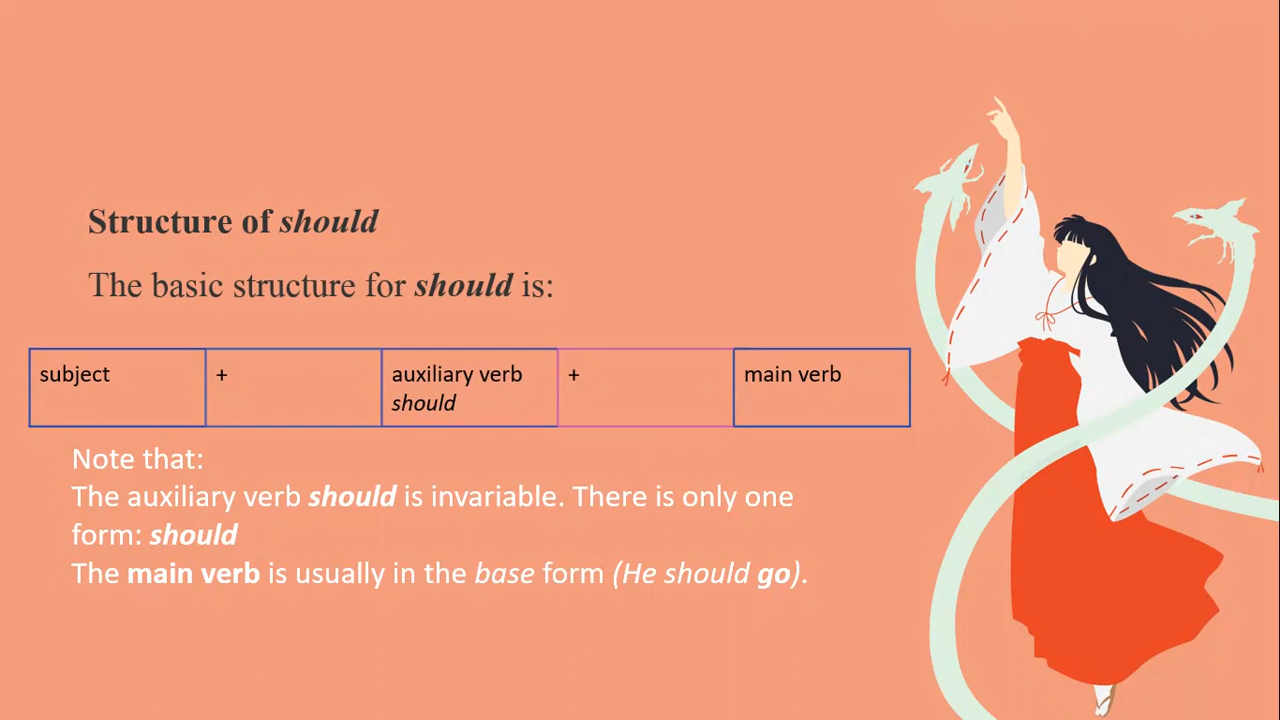 Structure of should
The basic structure for should is:
subject + auxiliary verb + main verb
should
Note that:
The auxiliary verb should is invariable. There is only one
form: should
The main verb is usually in the base form (He should go).